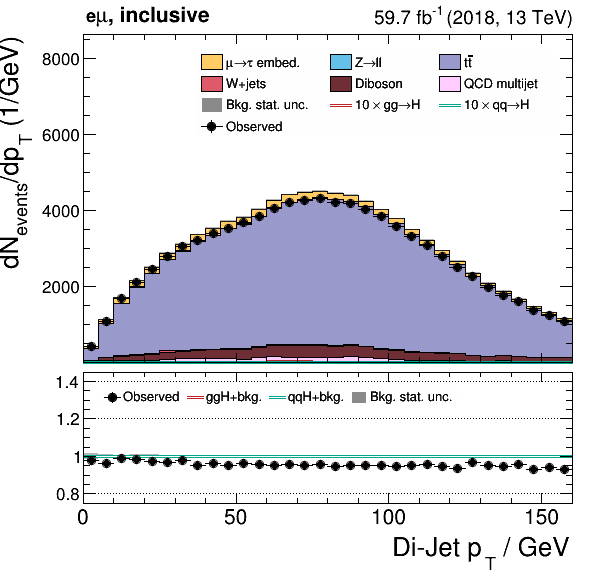 eμ, inclusive 59.7 fb⁻¹ (2018, 13 TeV)
dN_events/dp_T (1/GeV)
8000
6000
4000
2000
μ→τ embed. Z→ll tt̄
W+jets Diboson QCD multijet
Bkg. stat. unc. 10 × gg→H 10 × qq→H
Observed
1.4
1.2
1
0.8
Observed ggH+bkg. qqH+bkg. Bkg. stat. unc.
0 50 100 150
Di-Jet p_T / GeV